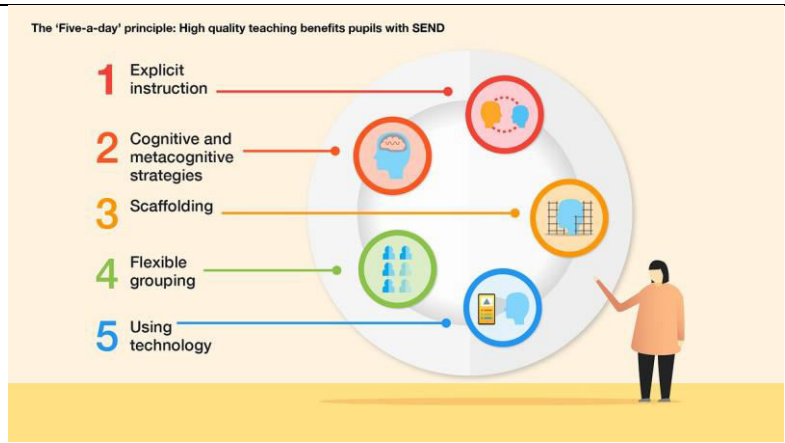 The 'Five-a-day' principle: High quality teaching benefits pupils with SEND
1 Explicit
instruction
2 Cognitive and
metacognitive
strategies
3 Scaffolding
4 Flexible
grouping
5 Using
technology